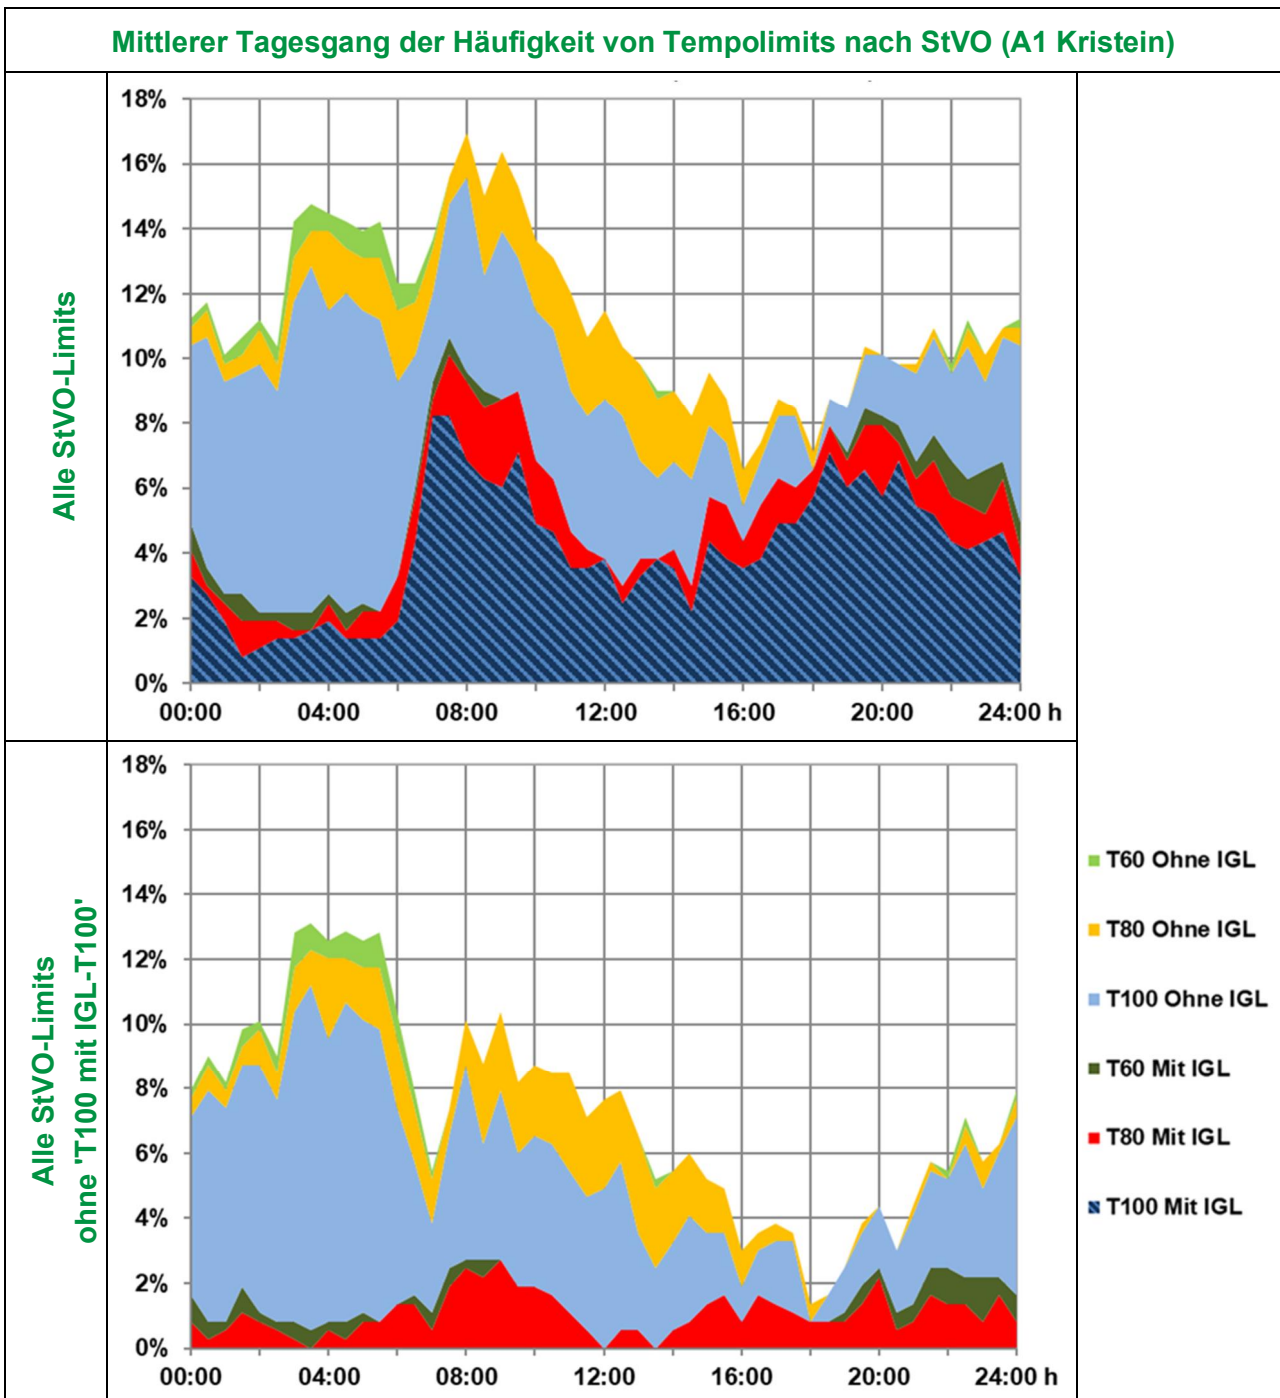 Mittlerer Tagesgang der Häufigkeit von Tempolimits nach StVO (A1 Kristein)
Alle StVO-Limits
18%
16%
14%
12%
10%
8%
6%
4%
2%
0%
00:00 04:00 08:00 12:00 16:00 20:00 24:00 h
Alle StVO-Limits
ohne 'T100 mit IGL-T100'
18%
16%
14%
12%
10%
8%
6%
4%
2%
0%
00:00 04:00 08:00 12:00 16:00 20:00 24:00 h
T60 Ohne IGL
T80 Ohne IGL
T100 Ohne IGL
T60 Mit IGL
T80 Mit IGL
T100 Mit IGL